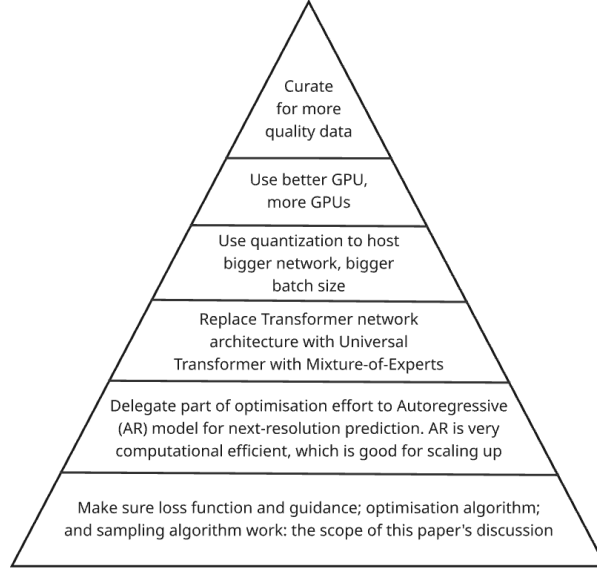 Curate
for more
quality data
Use better GPU,
more GPUs
Use quantization to host
bigger network, bigger
batch size
Replace Transformer network
architecture with Universal
Transformer with Mixture-of-Experts
Delegate part of optimisation effort to Autoregressive
(AR) model for next-resolution prediction. AR is very
computational efficient, which is good for scaling up
Make sure loss function and guidance; optimisation algorithm;
and sampling algorithm work: the scope of this paper's discussion